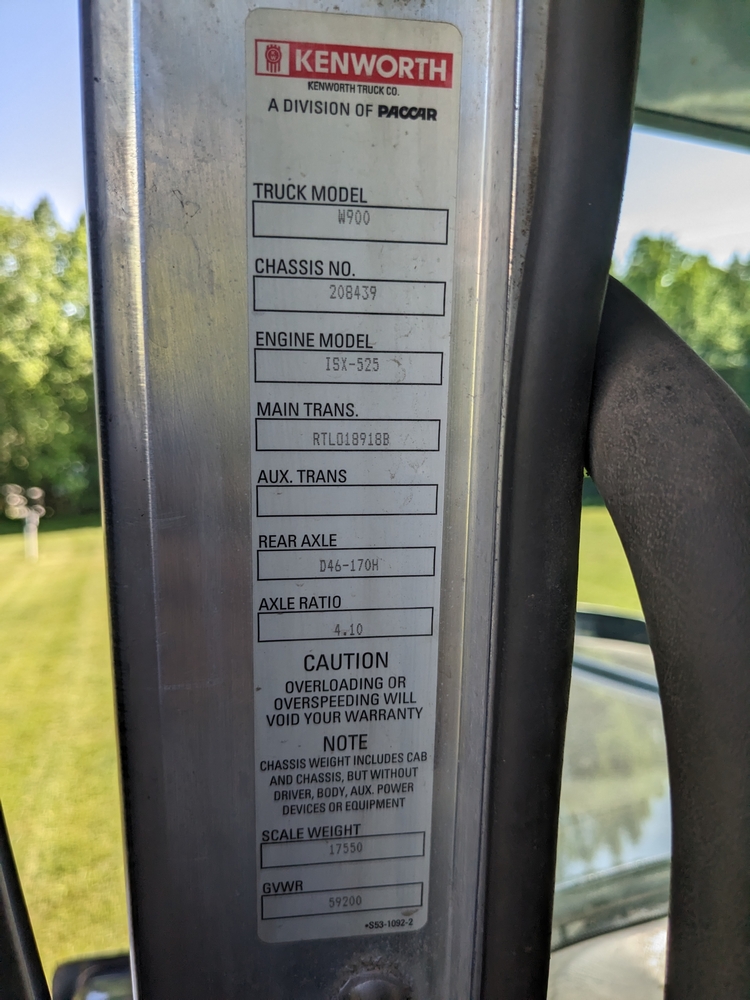 KENWORTH
KENWORTH TRUCK CO.
A DIVISION OF PACCAR
TRUCK MODEL
W900
CHASSIS NO.
208439
ENGINE MODEL
ISX-525
MAIN TRANS.
RTLO18918B
AUX. TRANS
REAR AXLE
D46-170H
AXLE RATIO
4.10
CAUTION
OVERLOADING OR
OVERSPEEDING WILL
VOID YOUR WARRANTY
NOTE
CHASSIS WEIGHT INCLUDES CAB
AND CHASSIS, BUT WITHOUT
DRIVER, BODY, AUX. POWER
DEVICES OR EQUIPMENT
SCALE WEIGHT
17550
GVWR
59200
*S53-1092-2